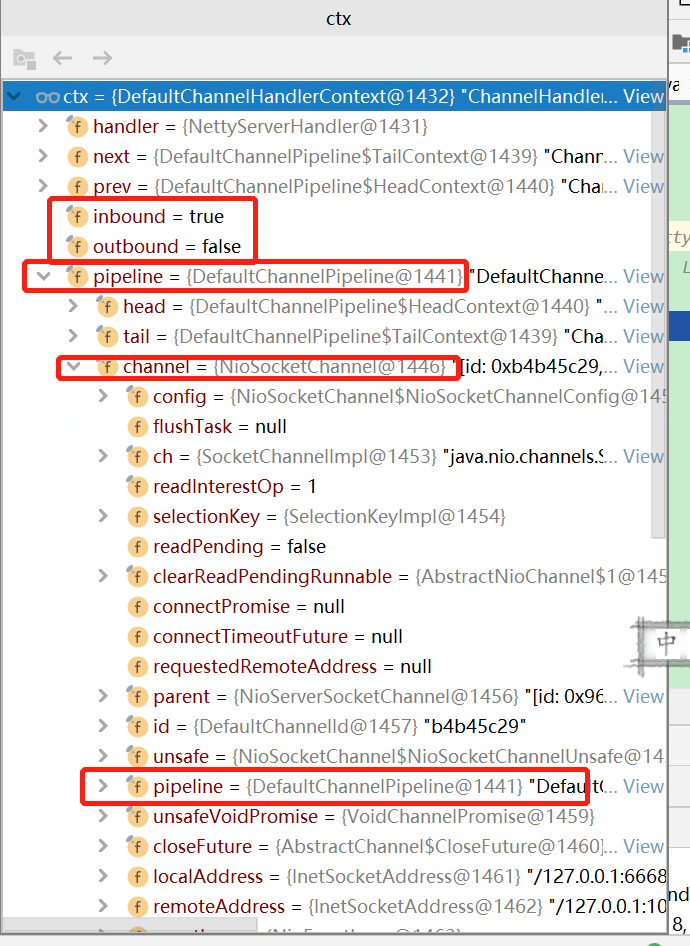 ctx
ctx = {DefaultChannelHandlerContext@1432} "ChannelHandler... View
handler = {NettyServerHandler@1431}
next = {DefaultChannelPipeline$TailContext@1439} "Chann... View
prev = {DefaultChannelPipeline$HeadContext@1440} "Cha... View
inbound = true
outbound = false
pipeline = {DefaultChannelPipeline@1441} "DefaultChanne... View
head = {DefaultChannelPipeline$HeadContext@1440} "... View
tail = {DefaultChannelPipeline$TailContext@1439} "Cha... View
channel = {NioSocketChannel@1446} "[id: 0xb4b45c29,... View
config = {NioSocketChannel$NioSocketChannelConfig@145
flushTask = null
ch = {SocketChannelImpl@1453} "java.nio.channels.S... View
readInterestOp = 1
selectionKey = {SelectionKeyImpl@1454}
readPending = false
clearReadPendingRunnable = {AbstractNioChannel$1@145
connectPromise = null
connectTimeoutFuture = null
requestedRemoteAddress = null
中
parent = {NioServerSocketChannel@1456} "[id: 0x96... View
id = {DefaultChannelId@1457} "b4b45c29"
unsafe = {NioSocketChannel$NioSocketChannelUnsafe@14
pipeline = {DefaultChannelPipeline@1441} "DefaultC... View
unsafeVoidPromise = {VoidChannelPromise@1459}
closeFuture = {AbstractChannel$CloseFuture@1460}... View
localAddress = {InetSocketAddress@1461} "/127.0.0.1:6668
remoteAddress = {InetSocketAddress@1462} "/127.0.0.1:10